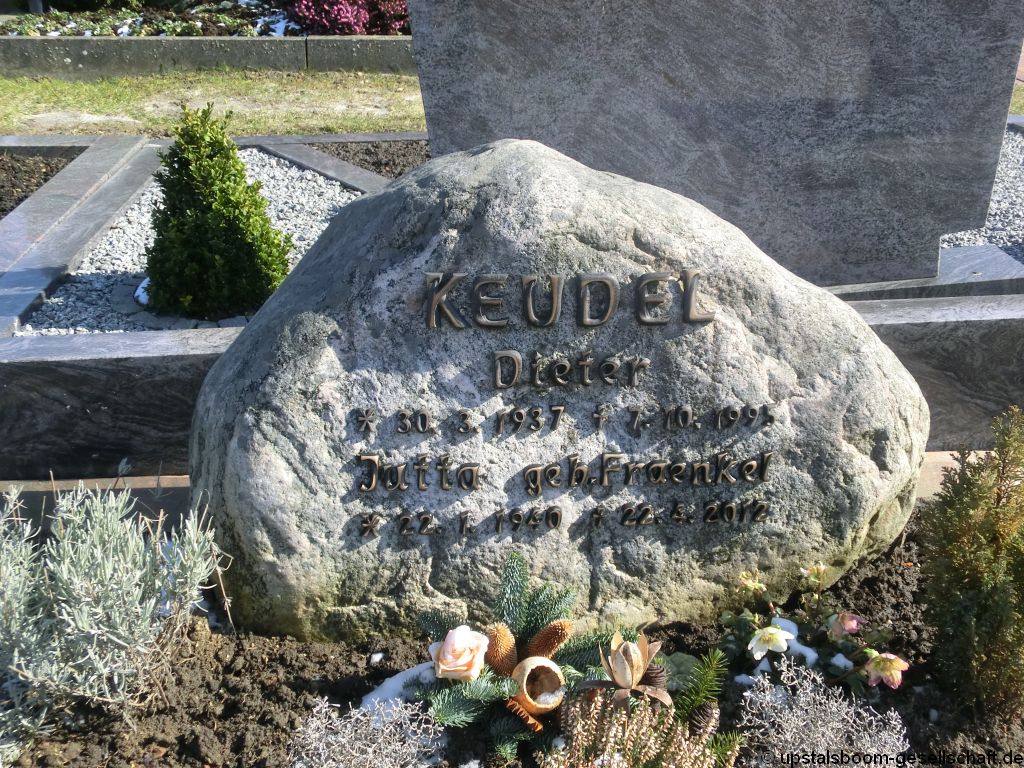 KEUDEL
Dieter
* 30. 3. 1937 † 7. 10. 1995
Jutta geb. Fraenkel
* 22. 1. 1940 † 22. 4. 2012
© upstalsboom-gesellschaft.de